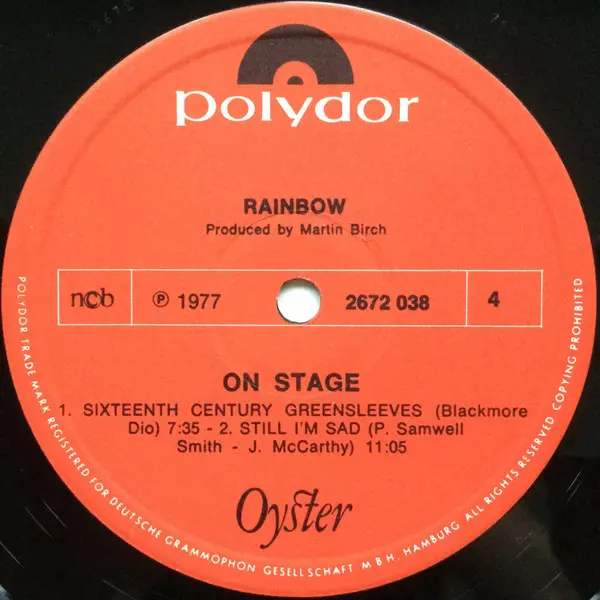 polydor
RAINBOW
Produced by Martin Birch
ncb ℗ 1977 2672 038 4
ON STAGE
1. SIXTEENTH CENTURY GREENSLEEVES (Blackmore
Dio) 7:35 - 2. STILL I'M SAD (P. Samwell
Smith - J. McCarthy) 11:05
Oyster
POLYDOR TRADE MARK REGISTERED FOR DEUTSCHE GRAMMOPHON GESELLSCHAFT MBH. HAMBURG ALL RIGHTS RESERVED. COPYING PROHIBITED